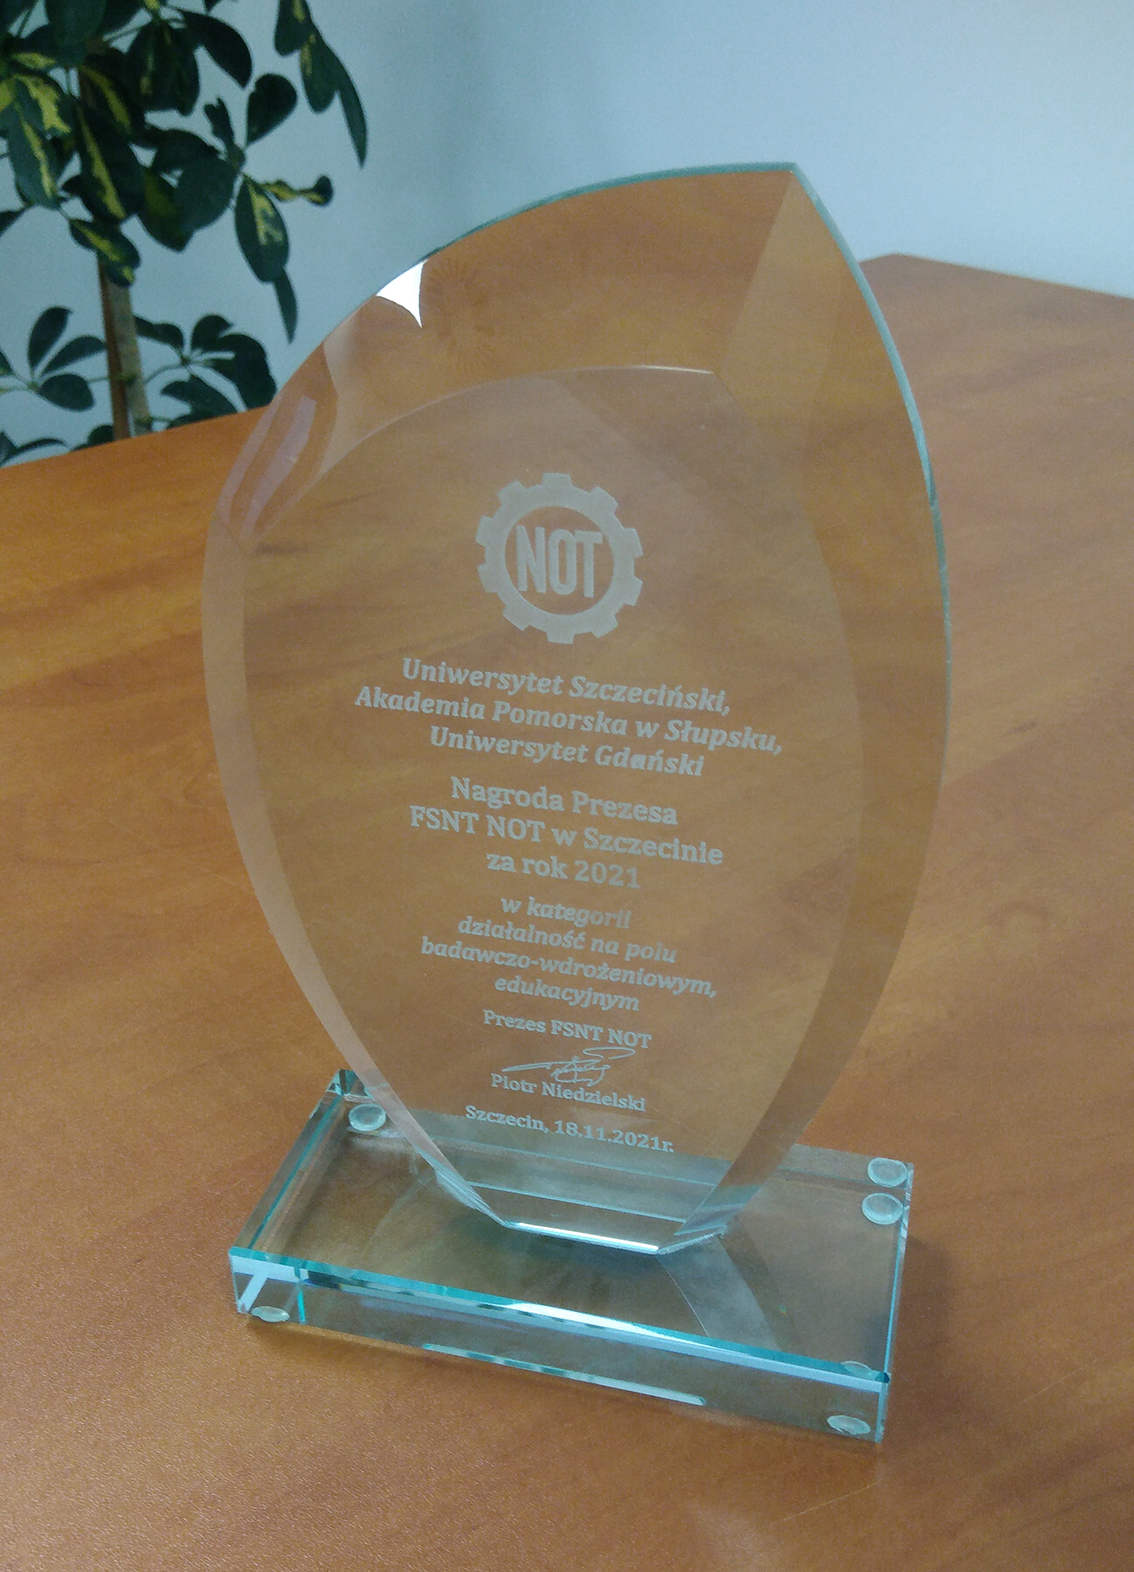 NOT
Uniwersytet Szczeciński,
Akademia Pomorska w Słupsku,
Uniwersytet Gdański
Nagroda Prezesa
FSNT NOT w Szczecinie
za rok 2021
w kategorii
działalność na polu
badawczo-wdrożeniowym,
edukacyjnym
Prezes FSNT NOT
Piotr Niedzielski
Szczecin, 18.11.2021r.